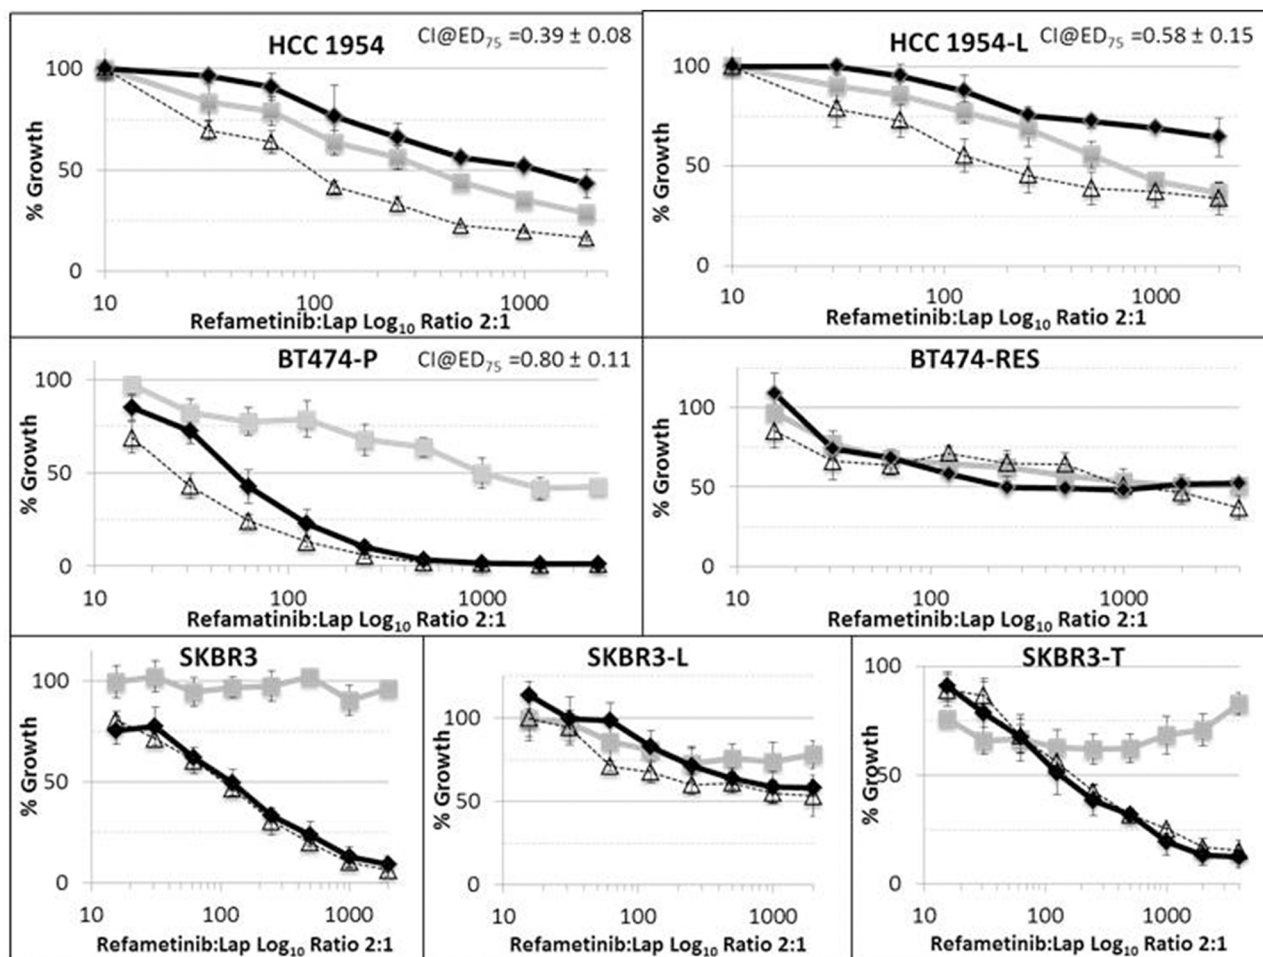 HCC 1954
CI@ED75 =0.39 ± 0.08
% Growth
100
50
0
10
100
1000
Refametinib:Lap Log10 Ratio 2:1
HCC 1954-L
CI@ED75 =0.58 ± 0.15
% Growth
100
50
0
10
100
1000
Refametinib:Lap Log10 Ratio 2:1
BT474-P
CI@ED75 =0.80 ± 0.11
% Growth
100
50
0
10
100
1000
Refamatinib:Lap Log10 Ratio 2:1
BT474-RES
% Growth
100
50
0
10
100
1000
Refametinib:Lap Log10 Ratio 2:1
SKBR3
% Growth
100
50
0
10
100
1000
Refametinib:Lap Log10 Ratio 2:1
SKBR3-L
% Growth
100
50
0
10
100
1000
Refametinib:Lap Log10 Ratio 2:1
SKBR3-T
% Growth
100
50
0
10
100
1000
Refametinib:Lap Log10 Ratio 2:1